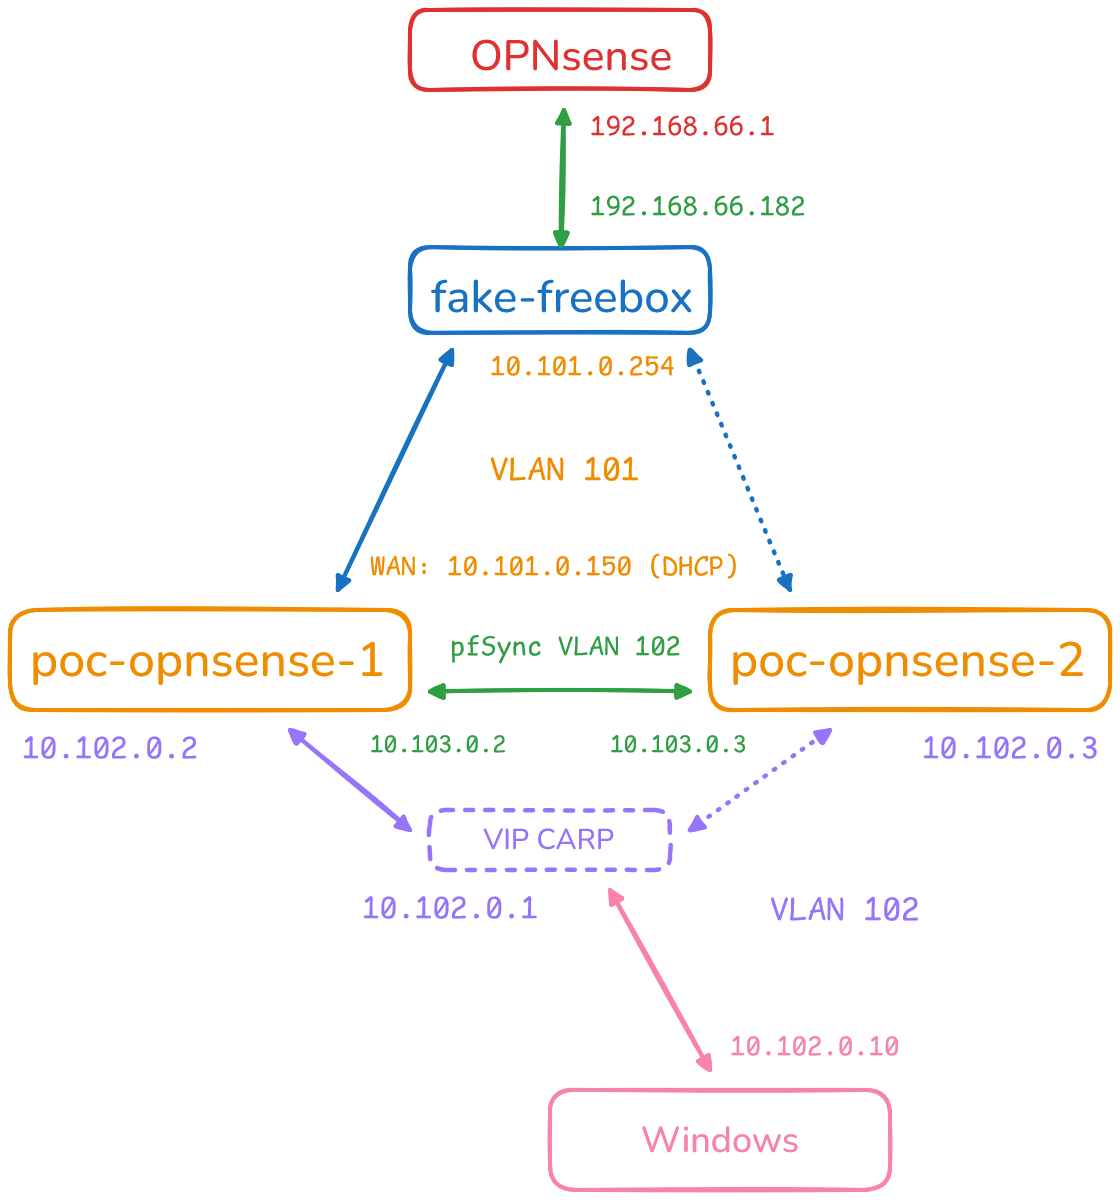 OPNsense
192.168.66.1
192.168.66.182
fake-freebox
10.101.0.254
VLAN 101
WAN: 10.101.0.150 (DHCP)
poc-opnsense-1
pfSync VLAN 102
poc-opnsense-2
10.102.0.2
10.103.0.2
10.103.0.3
10.102.0.3
VIP CARP
10.102.0.1
VLAN 102
10.102.0.10
Windows